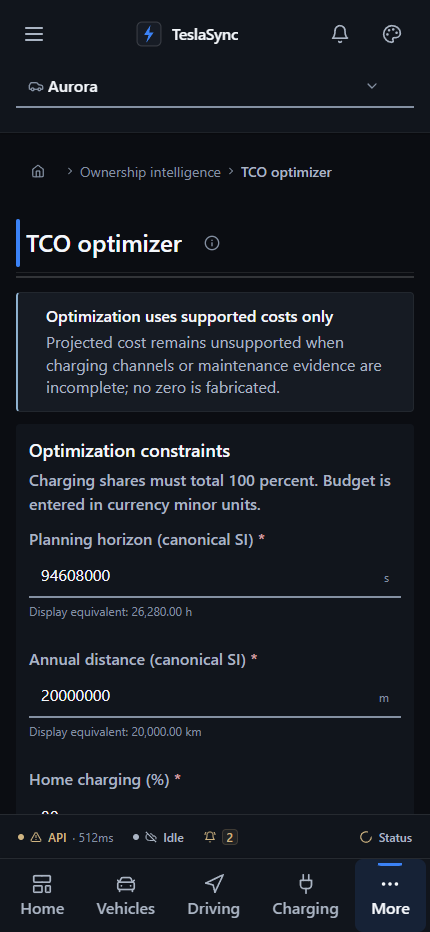 TeslaSync
Aurora
Ownership intelligence > TCO optimizer
TCO optimizer
Optimization uses supported costs only
Projected cost remains unsupported when
charging channels or maintenance evidence are
incomplete; no zero is fabricated.
Optimization constraints
Charging shares must total 100 percent. Budget is
entered in currency minor units.
Planning horizon (canonical SI) *
94608000 s
Display equivalent: 26,280.00 h
Annual distance (canonical SI) *
20000000 m
Display equivalent: 20,000.00 km
Home charging (%) *
API · 512ms Idle 2 Status
Home Vehicles Driving Charging More